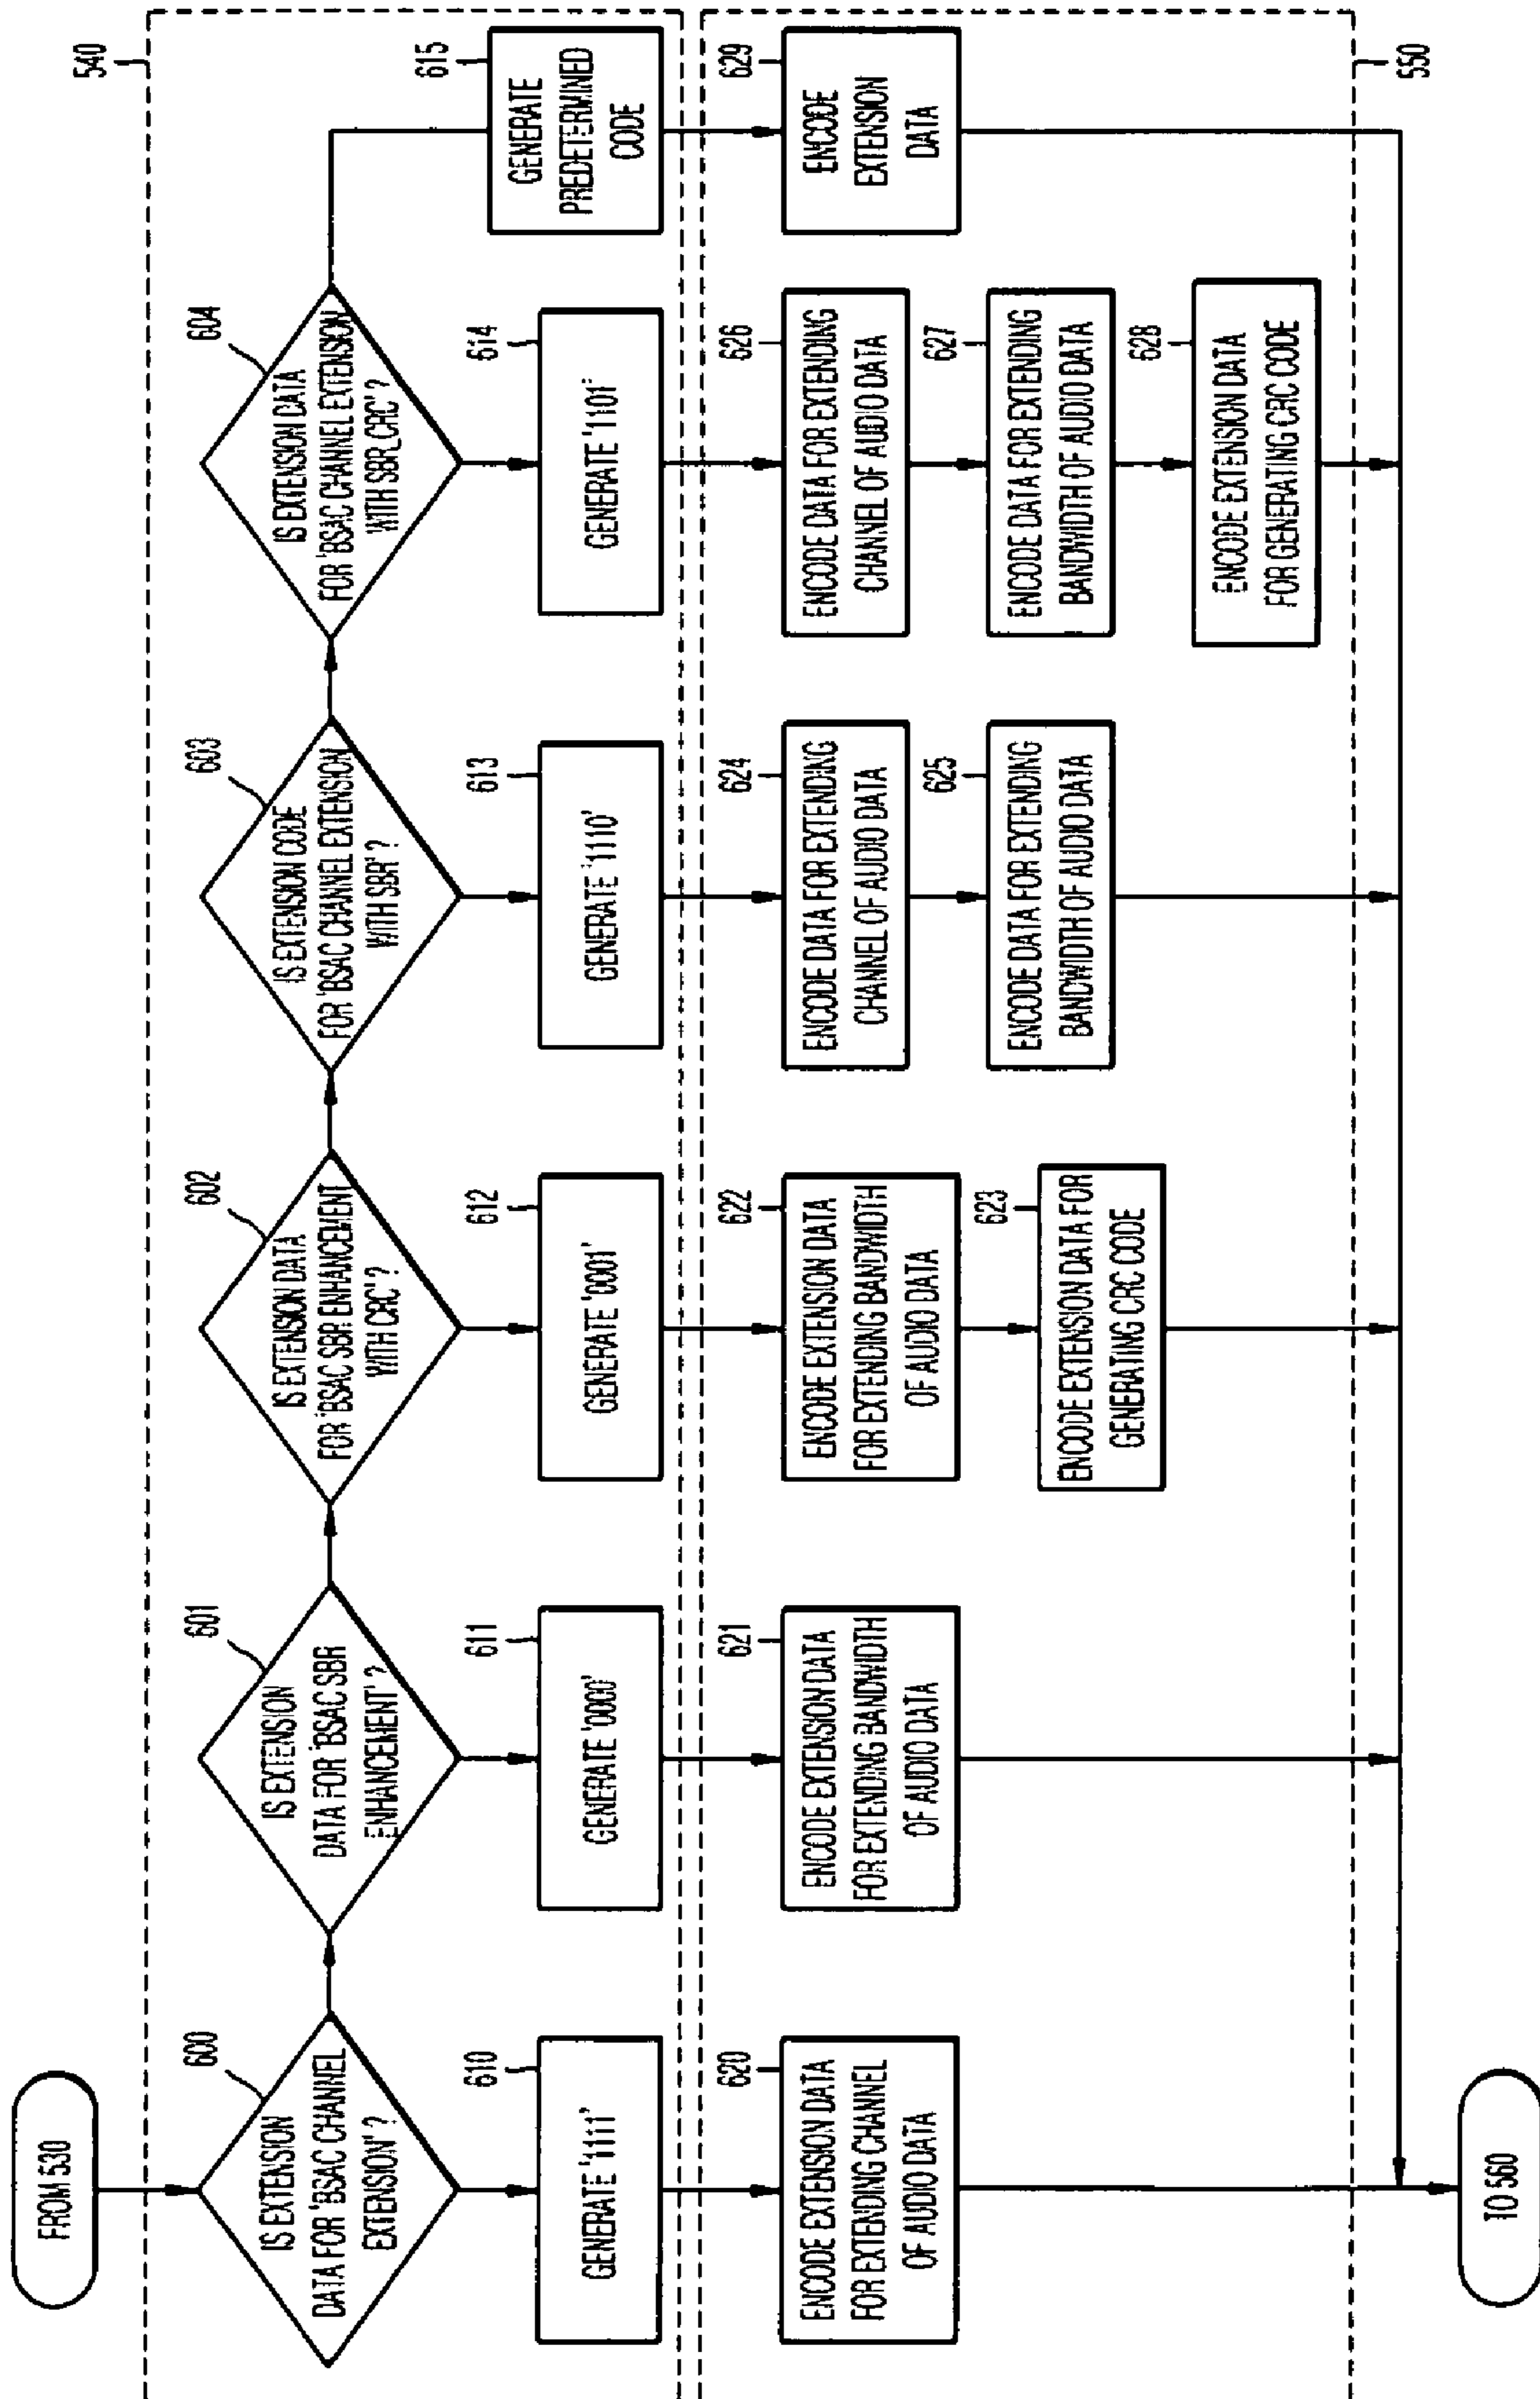 FROM 530
540
600
IS EXTENSION
DATA FOR 'BSAC CHANNEL
EXTENSION' ?
601
IS EXTENSION
DATA FOR 'BSAC SBR
ENHANCEMENT' ?
602
IS EXTENSION DATA
FOR 'BSAC SBR ENHANCEMENT
WITH CRC' ?
603
IS EXTENSION CODE
FOR 'BSAC CHANNEL EXTENSION
WITH SBR' ?
604
IS EXTENSION DATA
FOR 'BSAC CHANNEL EXTENSION
WITH SBR_CRC' ?
610
GENERATE '1111'
611
GENERATE '0000'
612
GENERATE '0001'
613
GENERATE '1110'
614
GENERATE '1101'
615
GENERATE
PREDETERMINED
CODE
620
ENCODE EXTENSION DATA
FOR EXTENDING CHANNEL
OF AUDIO DATA
621
ENCODE EXTENSION DATA
FOR EXTENDING BANDWIDTH
OF AUDIO DATA
622
ENCODE EXTENSION DATA
FOR EXTENDING BANDWIDTH
OF AUDIO DATA
623
ENCODE EXTENSION DATA FOR
GENERATING CRC CODE
624
ENCODE DATA FOR EXTENDING
CHANNEL OF AUDIO DATA
625
ENCODE DATA FOR EXTENDING
BANDWIDTH OF AUDIO DATA
626
ENCODE DATA FOR EXTENDING
CHANNEL OF AUDIO DATA
627
ENCODE DATA FOR EXTENDING
BANDWIDTH OF AUDIO DATA
628
ENCODE EXTENSION DATA
FOR GENERATING CRC CODE
629
ENCODE
EXTENSION
DATA
550
TO 560